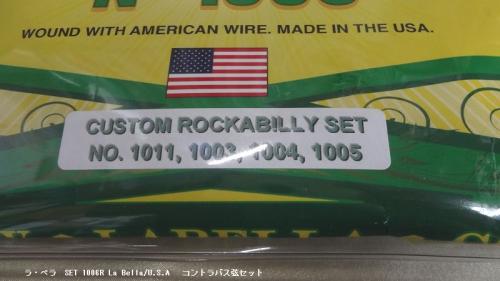 WOUND WITH AMERICAN WIRE. MADE IN THE USA.
CUSTOM ROCKABILLY SET
NO. 1011, 1003, 1004, 1005
LABELLA
ラ・ベラ SET 1006R La Bella/U.S.A コントラバス弦セット